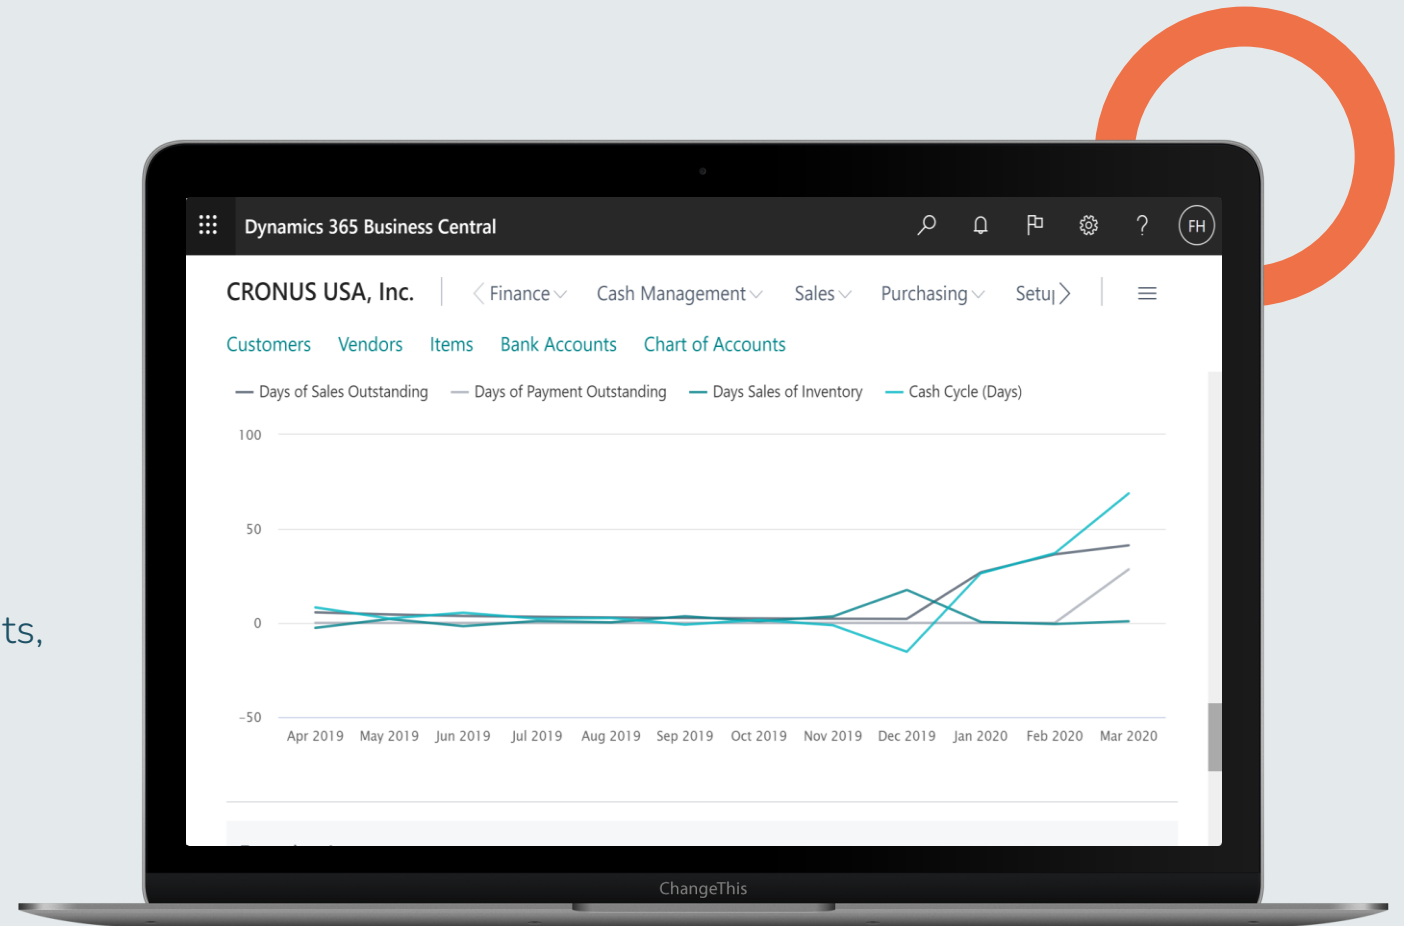 Dynamics 365 Business Central
? FH
CRONUS USA, Inc. Finance Cash Management Sales Purchasing Setup
Customers Vendors Items Bank Accounts Chart of Accounts
Days of Sales Outstanding Days of Payment Outstanding Days Sales of Inventory Cash Cycle (Days)
100
50
0
-50
Apr 2019 May 2019 Jun 2019 Jul 2019 Aug 2019 Sep 2019 Oct 2019 Nov 2019 Dec 2019 Jan 2020 Feb 2020 Mar 2020
ts,
ChangeThis